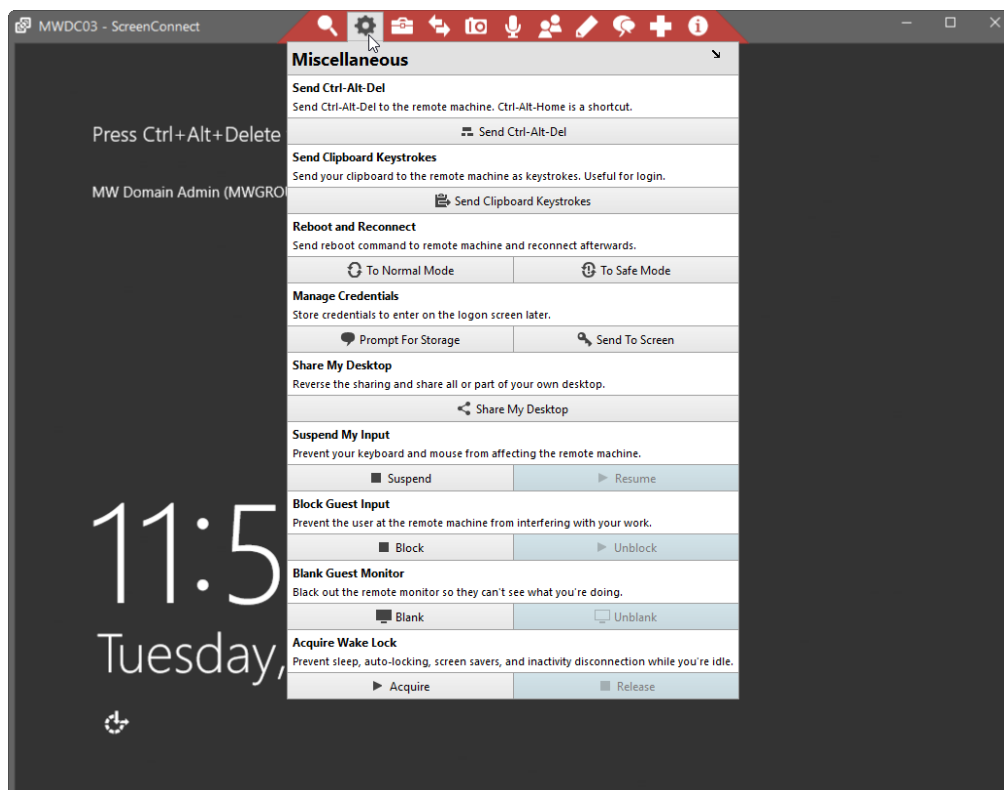 MWDC03 - ScreenConnect
Miscellaneous
Send Ctrl-Alt-Del
Send Ctrl-Alt-Del to the remote machine. Ctrl-Alt-Home is a shortcut.
Send Ctrl-Alt-Del
Send Clipboard Keystrokes
Send your clipboard to the remote machine as keystrokes. Useful for login.
Send Clipboard Keystrokes
Reboot and Reconnect
Send reboot command to remote machine and reconnect afterwards.
To Normal Mode
To Safe Mode
Manage Credentials
Store credentials to enter on the logon screen later.
Prompt For Storage
Send To Screen
Share My Desktop
Reverse the sharing and share all or part of your own desktop.
Share My Desktop
Suspend My Input
Prevent your keyboard and mouse from affecting the remote machine.
Suspend
Resume
Block Guest Input
Prevent the user at the remote machine from interfering with your work.
Block
Unblock
Blank Guest Monitor
Black out the remote monitor so they can't see what you're doing.
Blank
Unblank
Acquire Wake Lock
Prevent sleep, auto-locking, screen savers, and inactivity disconnection while you're idle.
Acquire
Release
Press Ctrl+Alt+Delete
MW Domain Admin (MWGROU
11:5
Tuesday,